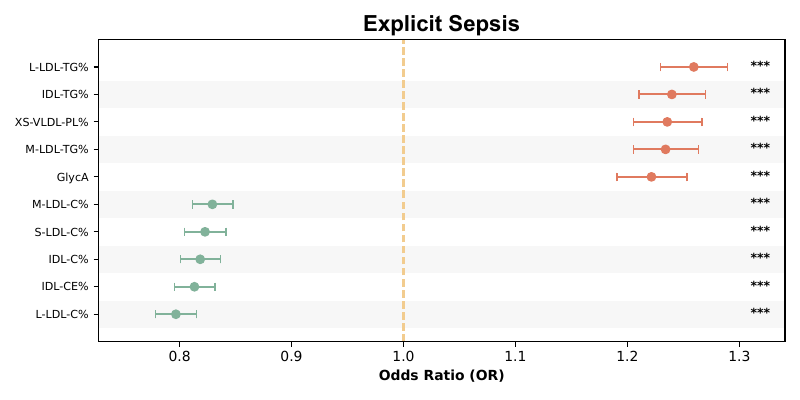 Explicit Sepsis
L-LDL-TG% ***
IDL-TG% ***
XS-VLDL-PL% ***
M-LDL-TG% ***
GlycA ***
M-LDL-C% ***
S-LDL-C% ***
IDL-C% ***
IDL-CE% ***
L-LDL-C% ***
0.8 0.9 1.0 1.1 1.2 1.3
Odds Ratio (OR)